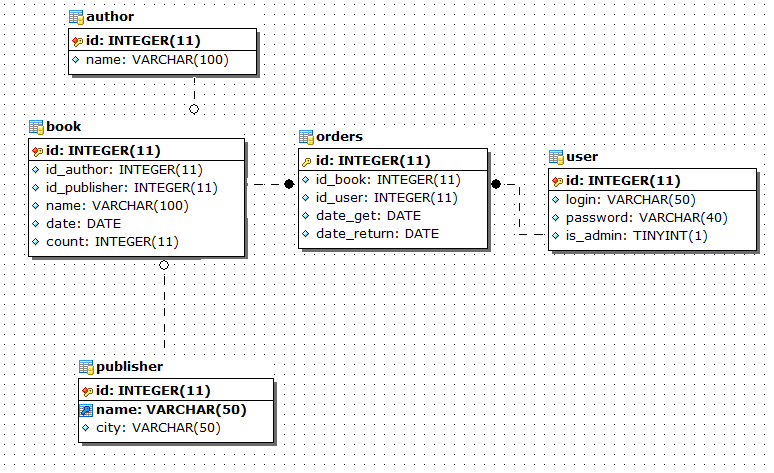 author
id: INTEGER(11)
name: VARCHAR(100)
book
id: INTEGER(11)
id_author: INTEGER(11)
id_publisher: INTEGER(11)
name: VARCHAR(100)
date: DATE
count: INTEGER(11)
orders
id: INTEGER(11)
id_book: INTEGER(11)
id_user: INTEGER(11)
date_get: DATE
date_return: DATE
user
id: INTEGER(11)
login: VARCHAR(50)
password: VARCHAR(40)
is_admin: TINYINT(1)
publisher
id: INTEGER(11)
name: VARCHAR(50)
city: VARCHAR(50)